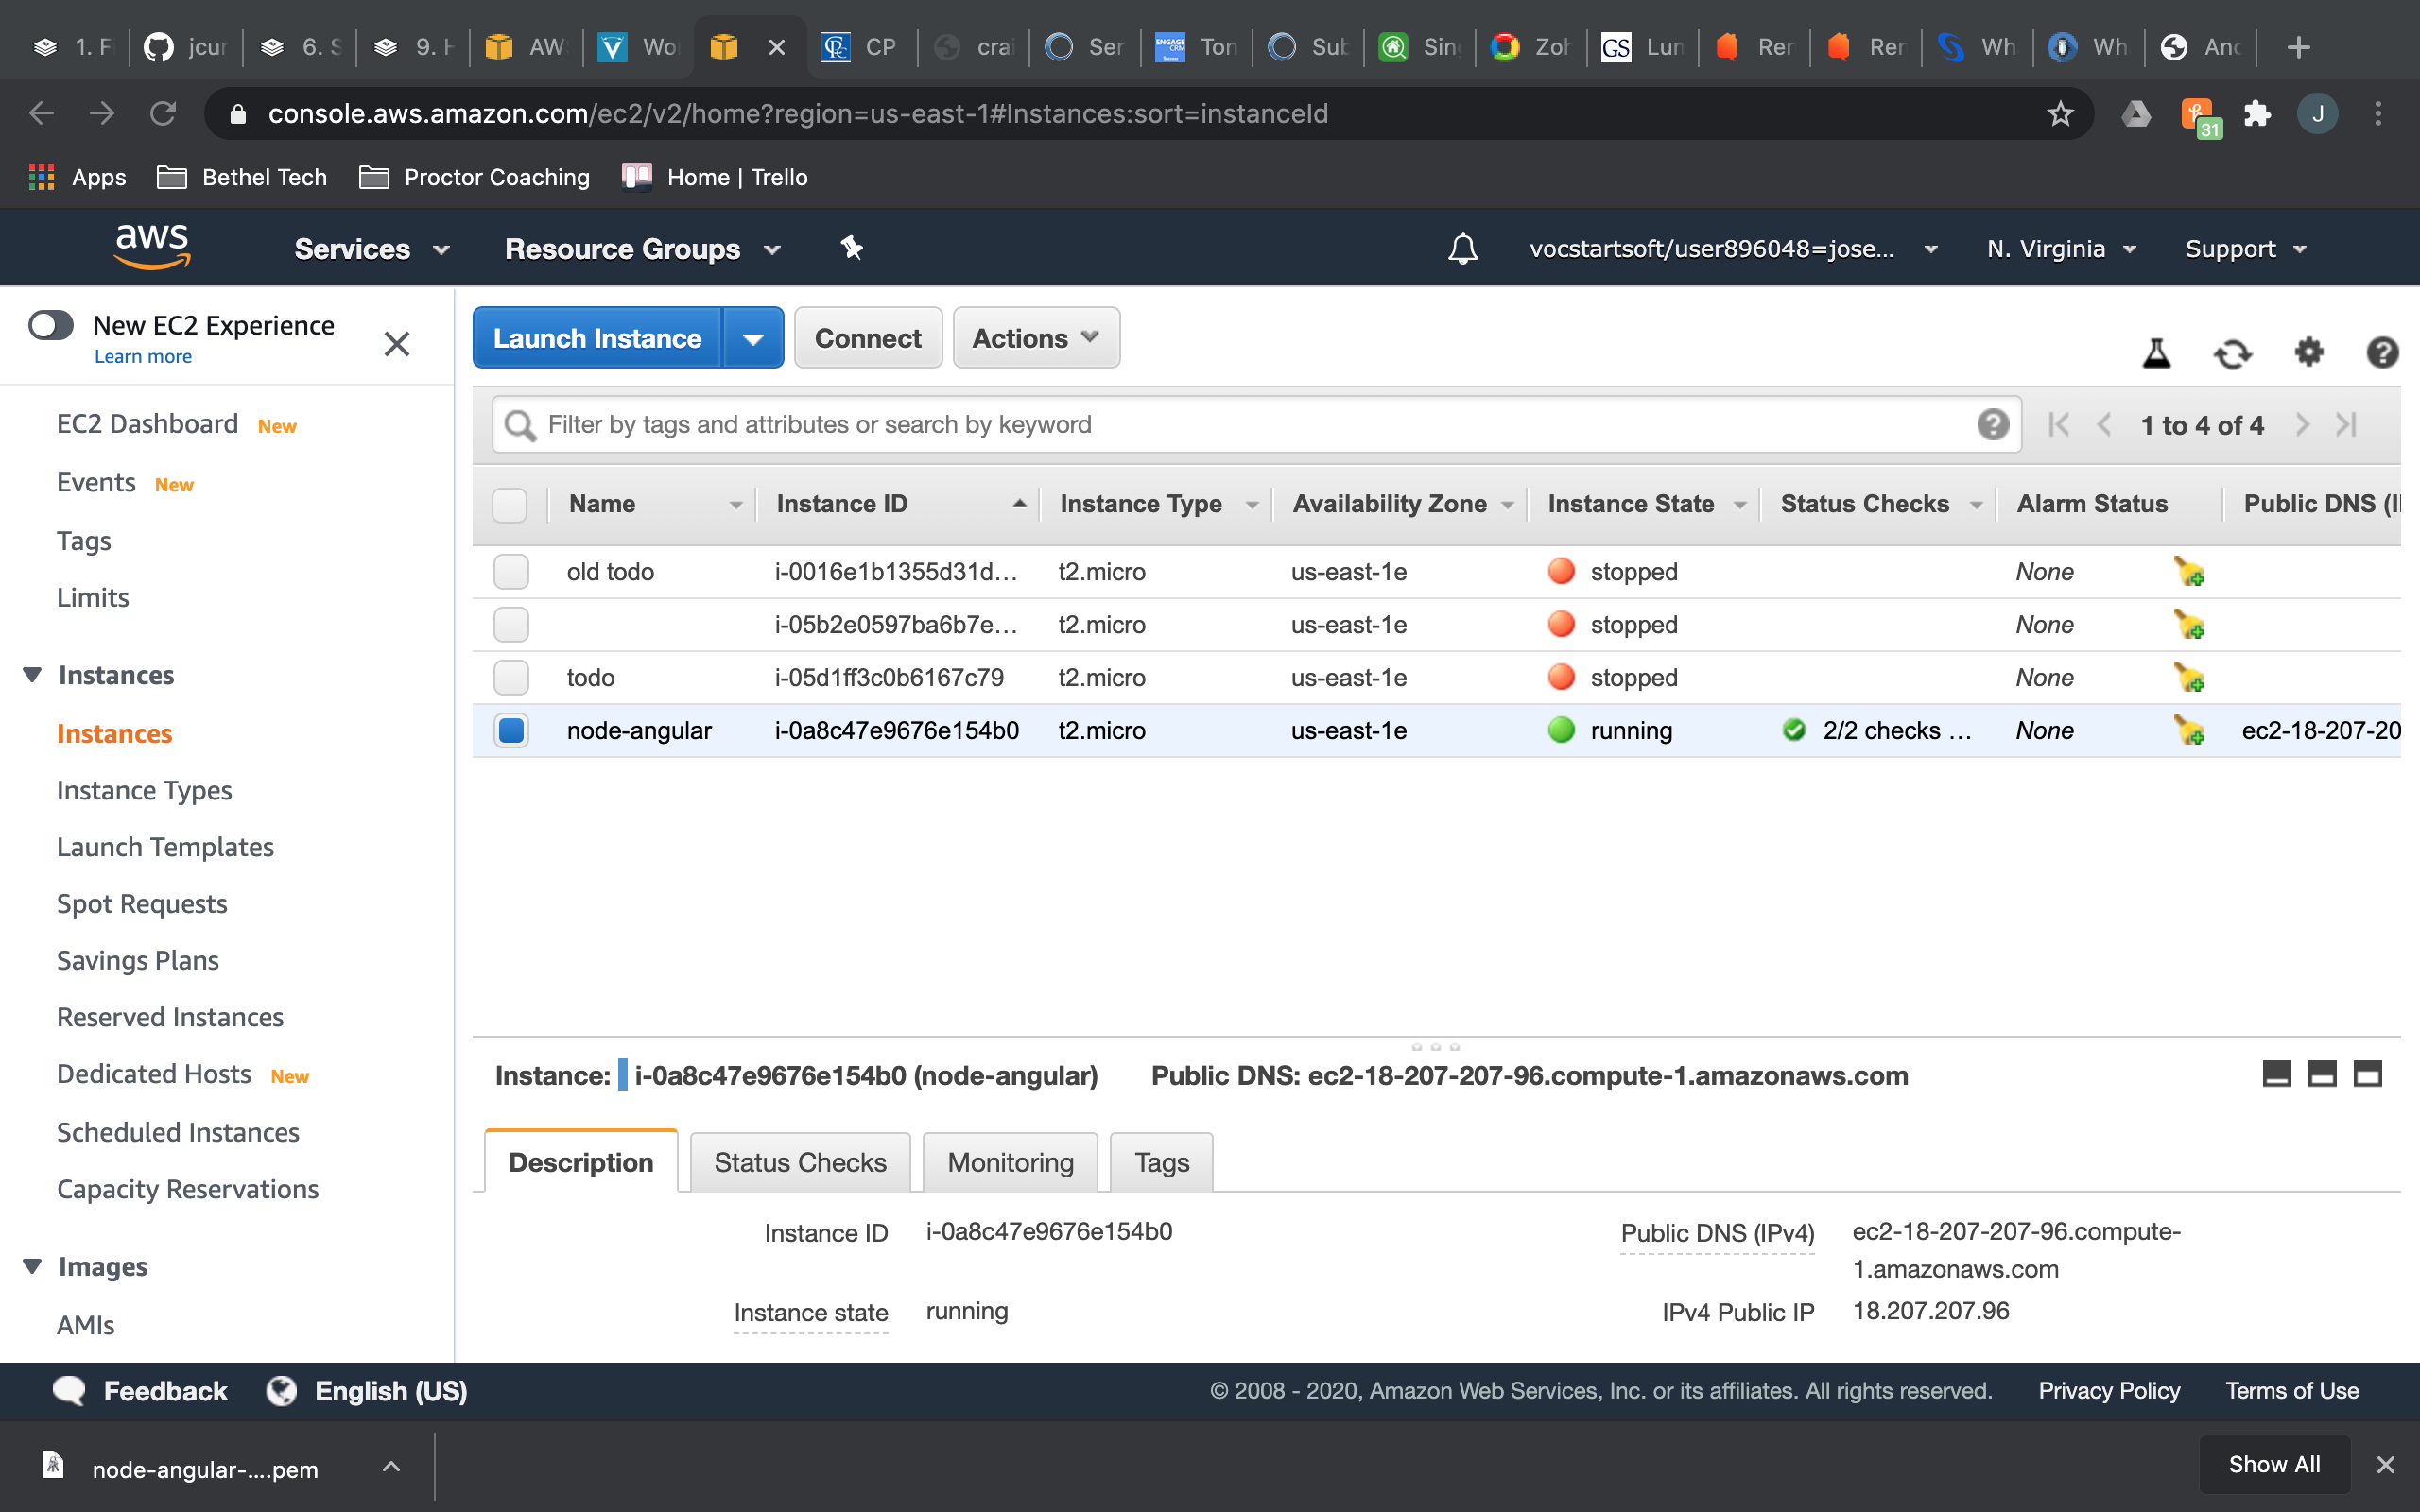 1. Fi
jcur
6. S
9. H
AW
Wo
CP
crai
Ser
Ton
Sub
Sin
Zoh
GS Lun
Rer
Rer
Wh
Wh
Anc
console.aws.amazon.com/ec2/v2/home?region=us-east-1#Instances:sort=instanceId
31
J
Apps
Bethel Tech
Proctor Coaching
Home | Trello
aws
Services
Resource Groups
vocstartsoft/user896048=jose...
N. Virginia
Support
New EC2 Experience
Learn more
EC2 Dashboard New
Events New
Tags
Limits
Instances
Instances
Instance Types
Launch Templates
Spot Requests
Savings Plans
Reserved Instances
Dedicated Hosts New
Scheduled Instances
Capacity Reservations
Images
AMIs
Launch Instance
Connect
Actions
Filter by tags and attributes or search by keyword
1 to 4 of 4
Name Instance ID Instance Type Availability Zone Instance State Status Checks Alarm Status Public DNS (I
old todo i-0016e1b1355d31d... t2.micro us-east-1e stopped None
i-05b2e0597ba6b7e... t2.micro us-east-1e stopped None
todo i-05d1ff3c0b6167c79 t2.micro us-east-1e stopped None
node-angular i-0a8c47e9676e154b0 t2.micro us-east-1e running 2/2 checks ... None ec2-18-207-20
Instance: i-0a8c47e9676e154b0 (node-angular) Public DNS: ec2-18-207-207-96.compute-1.amazonaws.com
Description
Status Checks
Monitoring
Tags
Instance ID i-0a8c47e9676e154b0
Public DNS (IPv4) ec2-18-207-207-96.compute-
1.amazonaws.com
Instance state running
IPv4 Public IP 18.207.207.96
Feedback
English (US)
© 2008 - 2020, Amazon Web Services, Inc. or its affiliates. All rights reserved.
Privacy Policy
Terms of Use
node-angular-....pem
Show All